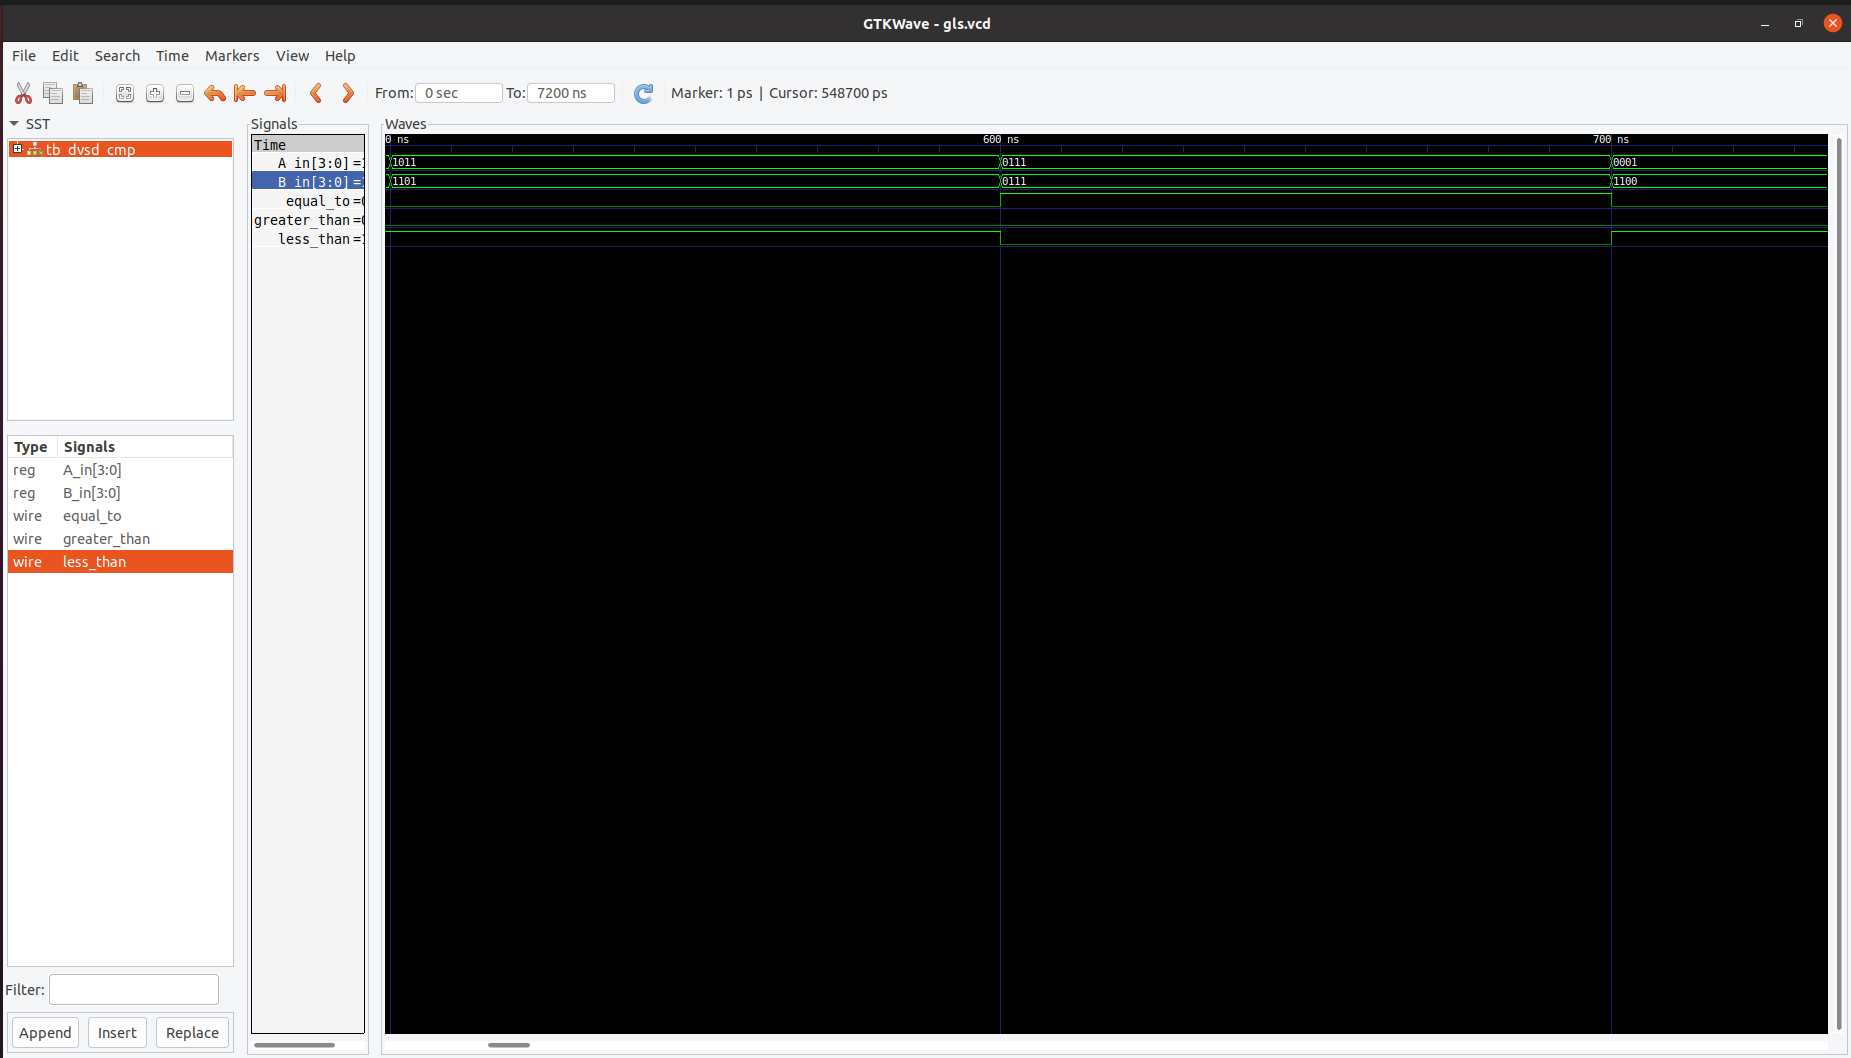 GTKWave - gls.vcd
File Edit Search Time Markers View Help
From: 0 sec To: 7200 ns Marker: 1 ps | Cursor: 548700 ps
SST
tb_dvsd_cmp
Type Signals
reg A_in[3:0]
reg B_in[3:0]
wire equal_to
wire greater_than
wire less_than
Filter:
Append Insert Replace
Signals
Time
A_in[3:0] =
B_in[3:0] =
equal_to =
greater_than =
less_than =
Waves
0 ns 600 ns 700 ns
1011 0111 0001
1101 0111 1100